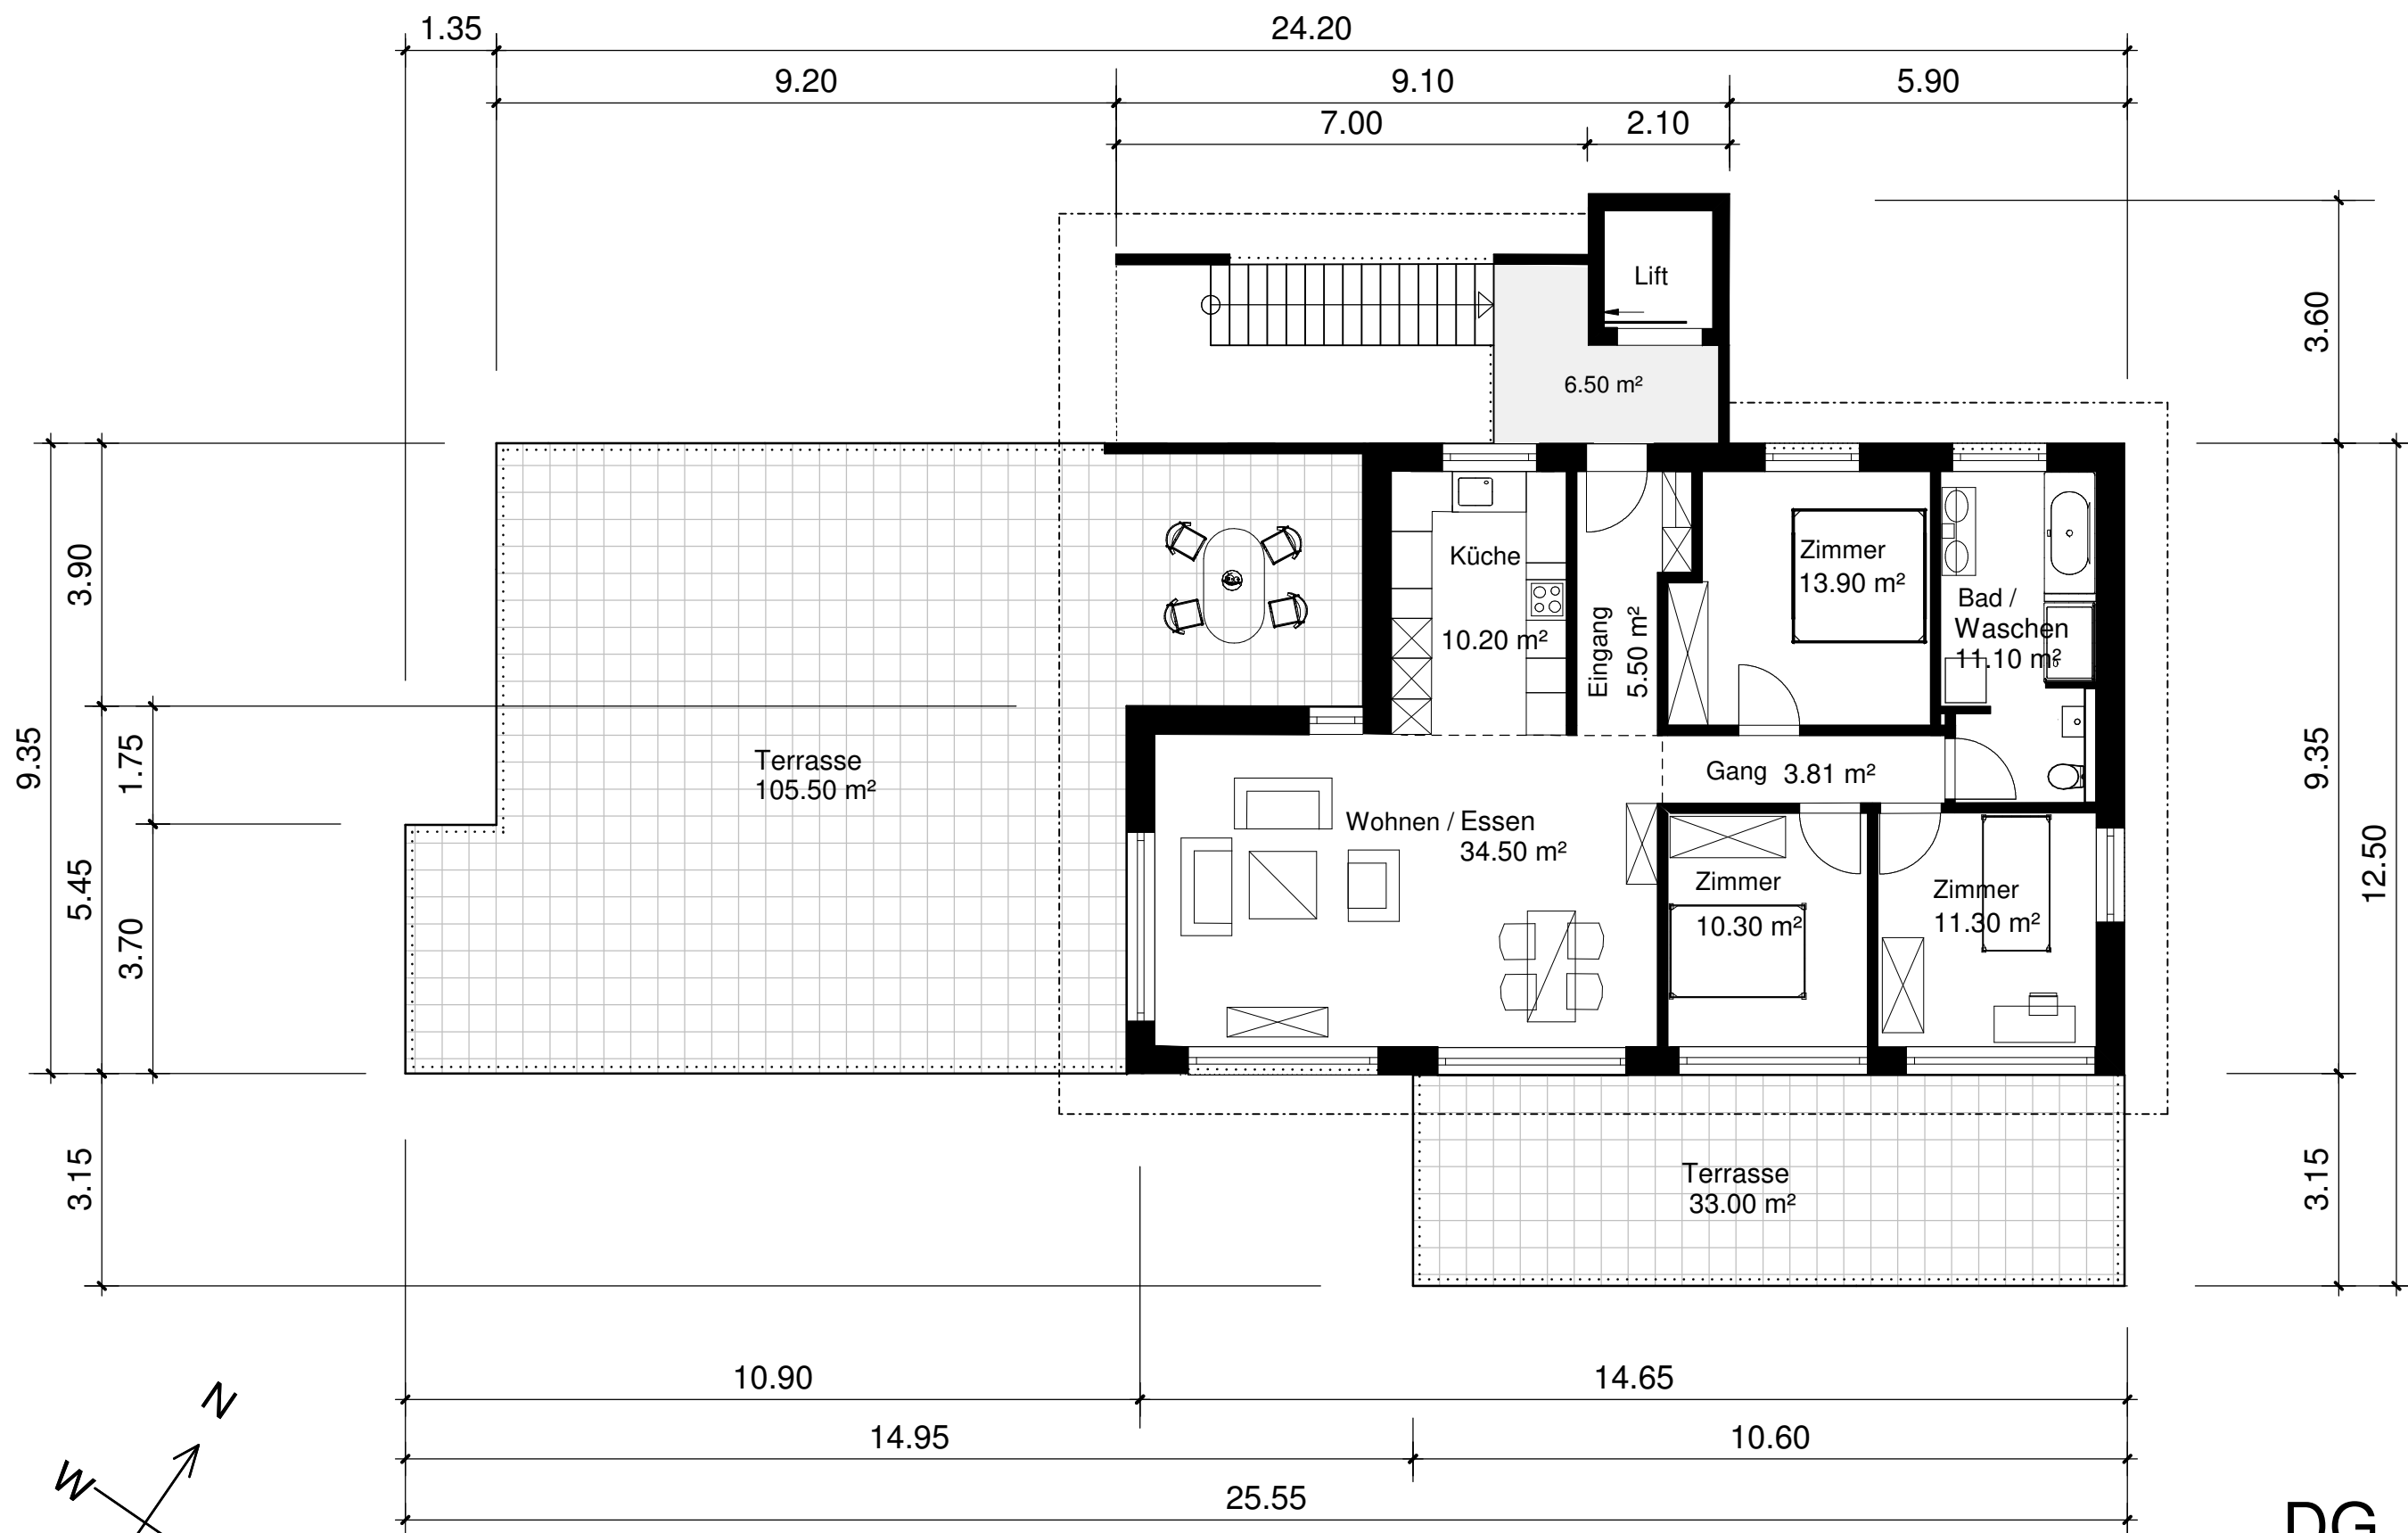 1.35
24.20
9.20
9.10
5.90
7.00
2.10
Lift
3.60
6.50 m²
Küche
10.20 m²
Eingang
5.50 m²
Zimmer
13.90 m²
Bad /
Waschen
11.10 m²
3.90
9.35
1.75
5.45
3.70
3.15
Terrasse
105.50 m²
Gang 3.81 m²
Wohnen / Essen
34.50 m²
Zimmer
10.30 m²
Zimmer
11.30 m²
9.35
12.50
3.15
Terrasse
33.00 m²
10.90
14.65
14.95
10.60
25.55
N
W
DG